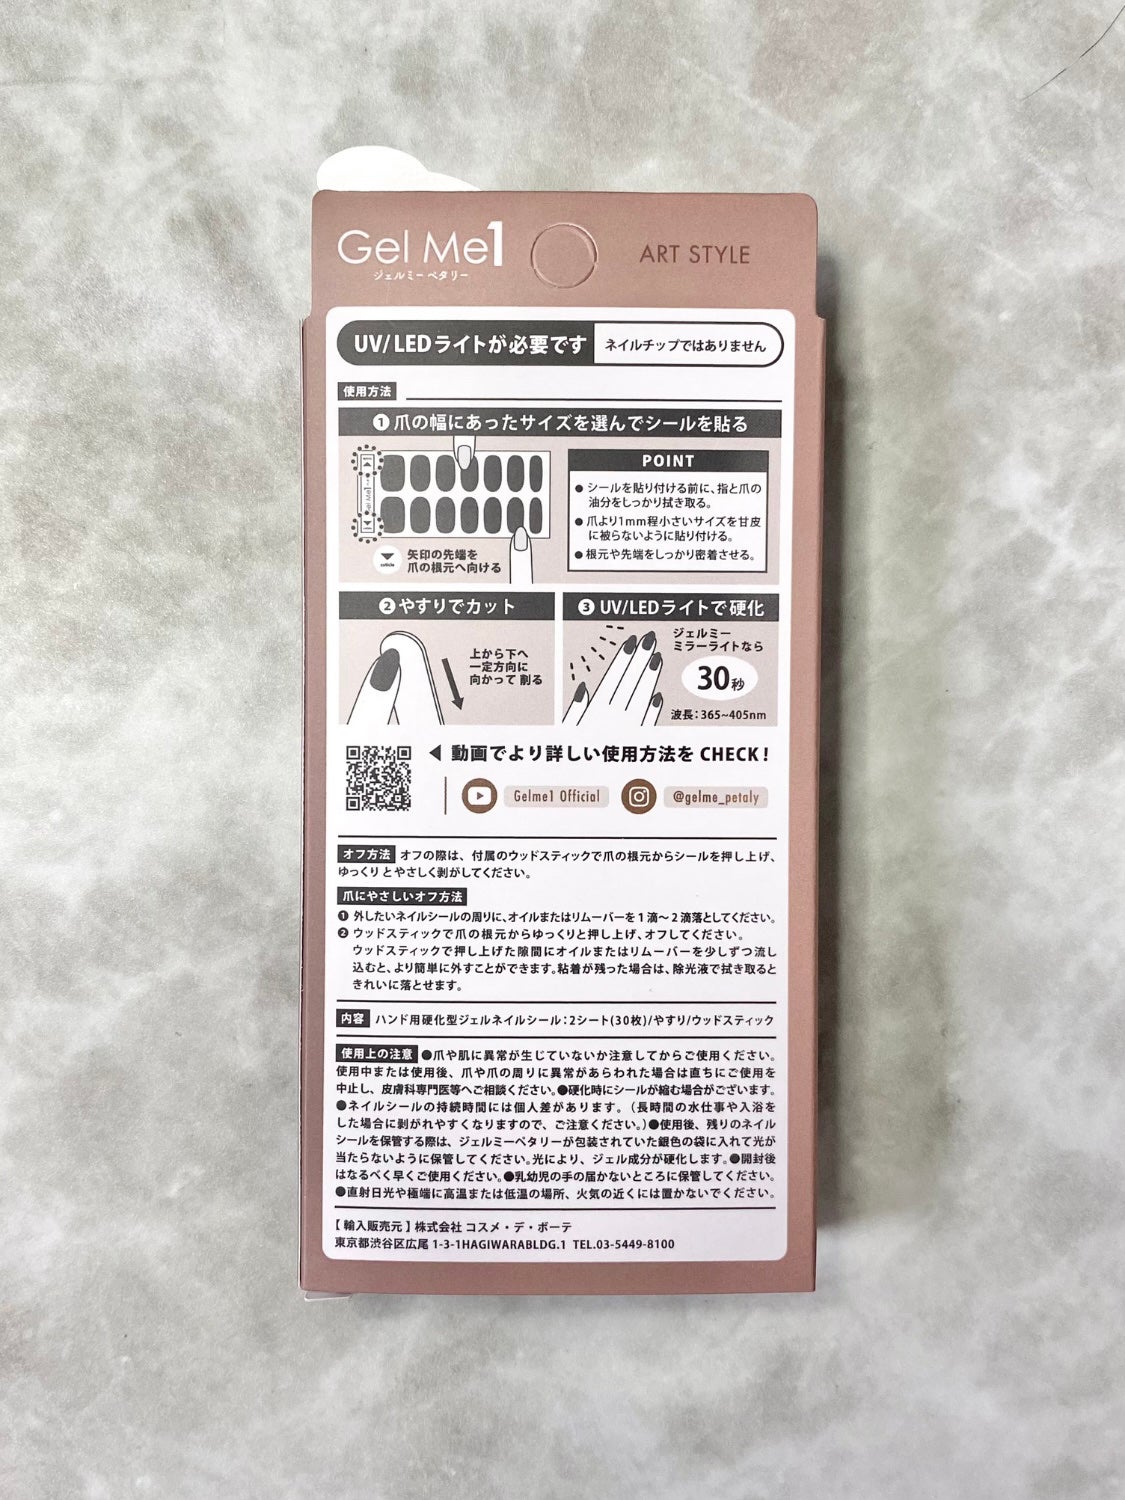 Gel Me1
ジェルミー ペタリー
ART STYLE
UV/LEDライトが必要です ネイルチップではありません
使用方法
❶爪の幅にあったサイズを選んでシールを貼る
POINT
●シールを貼り付ける前に、指と爪の
油分をしっかり拭き取る。
●爪より1mm程小さいサイズを甘皮
に被らないように貼り付ける。
●根元や先端をしっかり密着させる。
cuticle
矢印の先端を
爪の根元へ向ける
❷やすりでカット
上から下へ
一定方向に
向かって削る
❸UV/LEDライトで硬化
ジェルミー
ミラーライトなら
30秒
波長:365~405nm
◀ 動画でより詳しい使用方法を CHECK!
Gelme1 Official
@gelme_petaly
オフ方法 オフの際は、付属のウッドスティックで爪の根元からシールを押し上げ、
ゆっくりとやさしく剥がしてください。
爪にやさしいオフ方法
❶ 外したいネイルシールの周りに、オイルまたはリムーバーを1滴〜2滴落としてください。
❷ ウッドスティックで爪の根元からゆっくりと押し上げ、オフしてください。
ウッドスティックで押し上げた隙間にオイルまたはリムーバーを少しずつ流し
込むと、より簡単に外すことができます。粘着が残った場合は、除光液で拭き取ると
きれいに落とせます。
内容 ハンド用硬化型ジェルネイルシール:2シート(30枚)/やすり/ウッドスティック
使用上の注意 ●爪や肌に異常が生じていないか注意してからご使用ください。
使用中または使用後、爪や爪の周りに異常があらわれた場合は直ちにご使用を
中止し、皮膚科専門医等へご相談ください。●硬化時にシールが縮む場合がございます。
●ネイルシールの持続時間には個人差があります。(長時間の水仕事や入浴を
した場合に剥がれやすくなりますので、ご注意ください。)●使用後、残りのネイル
シールを保管する際は、ジェルミーペタリーが包装されていた銀色の袋に入れて光が
当たらないように保管してください。光により、ジェル成分が硬化します。●開封後
はなるべく早くご使用ください。●乳幼児の手の届かないところに保管してください。
●直射日光や極端に高温または低温の場所、火気の近くには置かないでください。
【輸入販売元】株式会社 コスメ・デ・ボーテ
東京都渋谷区広尾 1-3-1HAGIWARABLDG.1 TEL.03-5449-8100